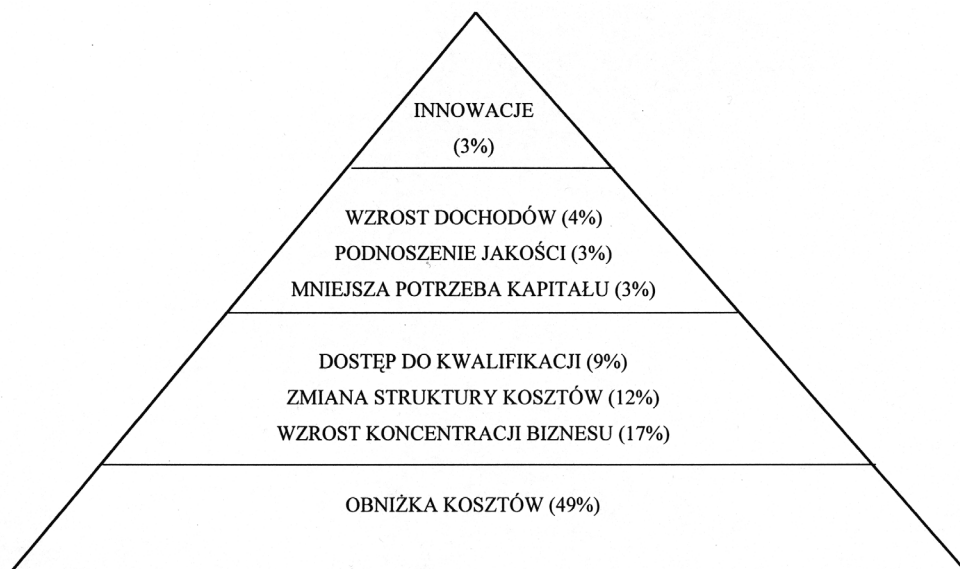 INNOWACJE
(3%)
WZROST DOCHODÓW (4%)
PODNOSZENIE JAKOŚCI (3%)
MNIEJSZA POTRZEBA KAPITAŁU (3%)
DOSTĘP DO KWALIFIKACJI (9%)
ZMIANA STRUKTURY KOSZTÓW (12%)
WZROST KONCENTRACJI BIZNESU (17%)
OBNIŻKA KOSZTÓW (49%)